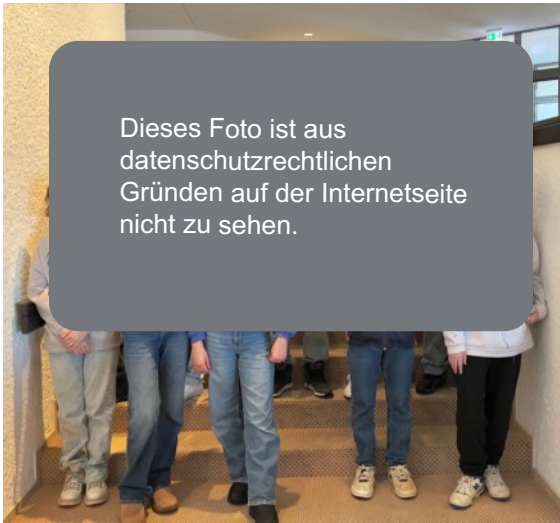 Dieses Foto ist aus
datenschutzrechtlichen
Gründen auf der Internetseite
nicht zu sehen.